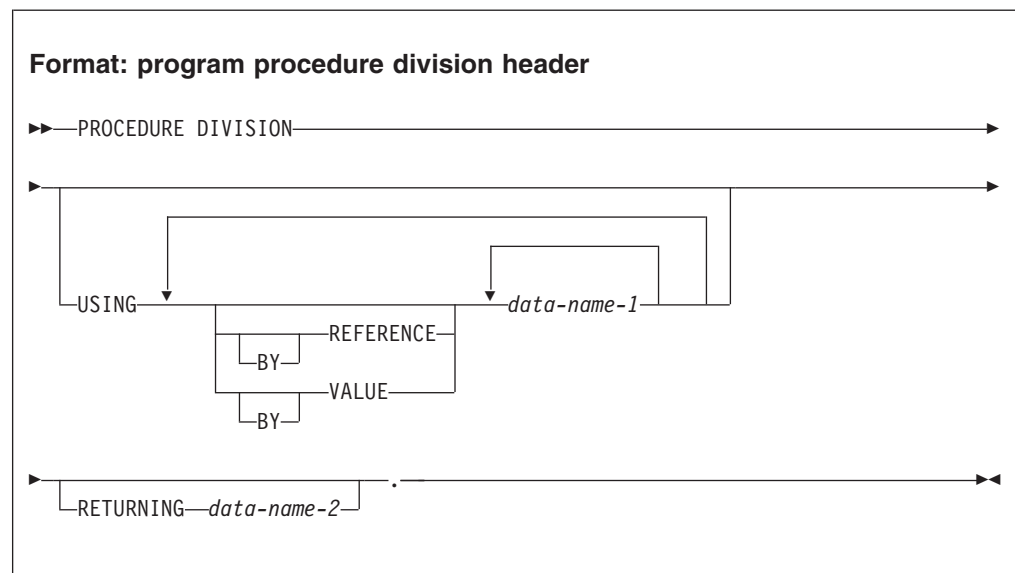 Format: program procedure division header
PROCEDURE DIVISION
USING data-name-1
REFERENCE
BY
VALUE
BY
.
RETURNING data-name-2